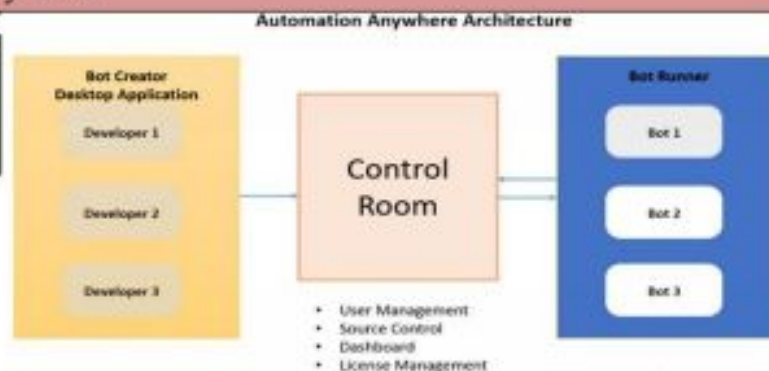 Automation Anywhere Architecture
Bot Creator
Desktop Application
Developer 1
Developer 2
Developer 3
Control
Room
User Management
Source Control
Dashboard
License Management
Bot Runner
Bot 1
Bot 2
Bot 3